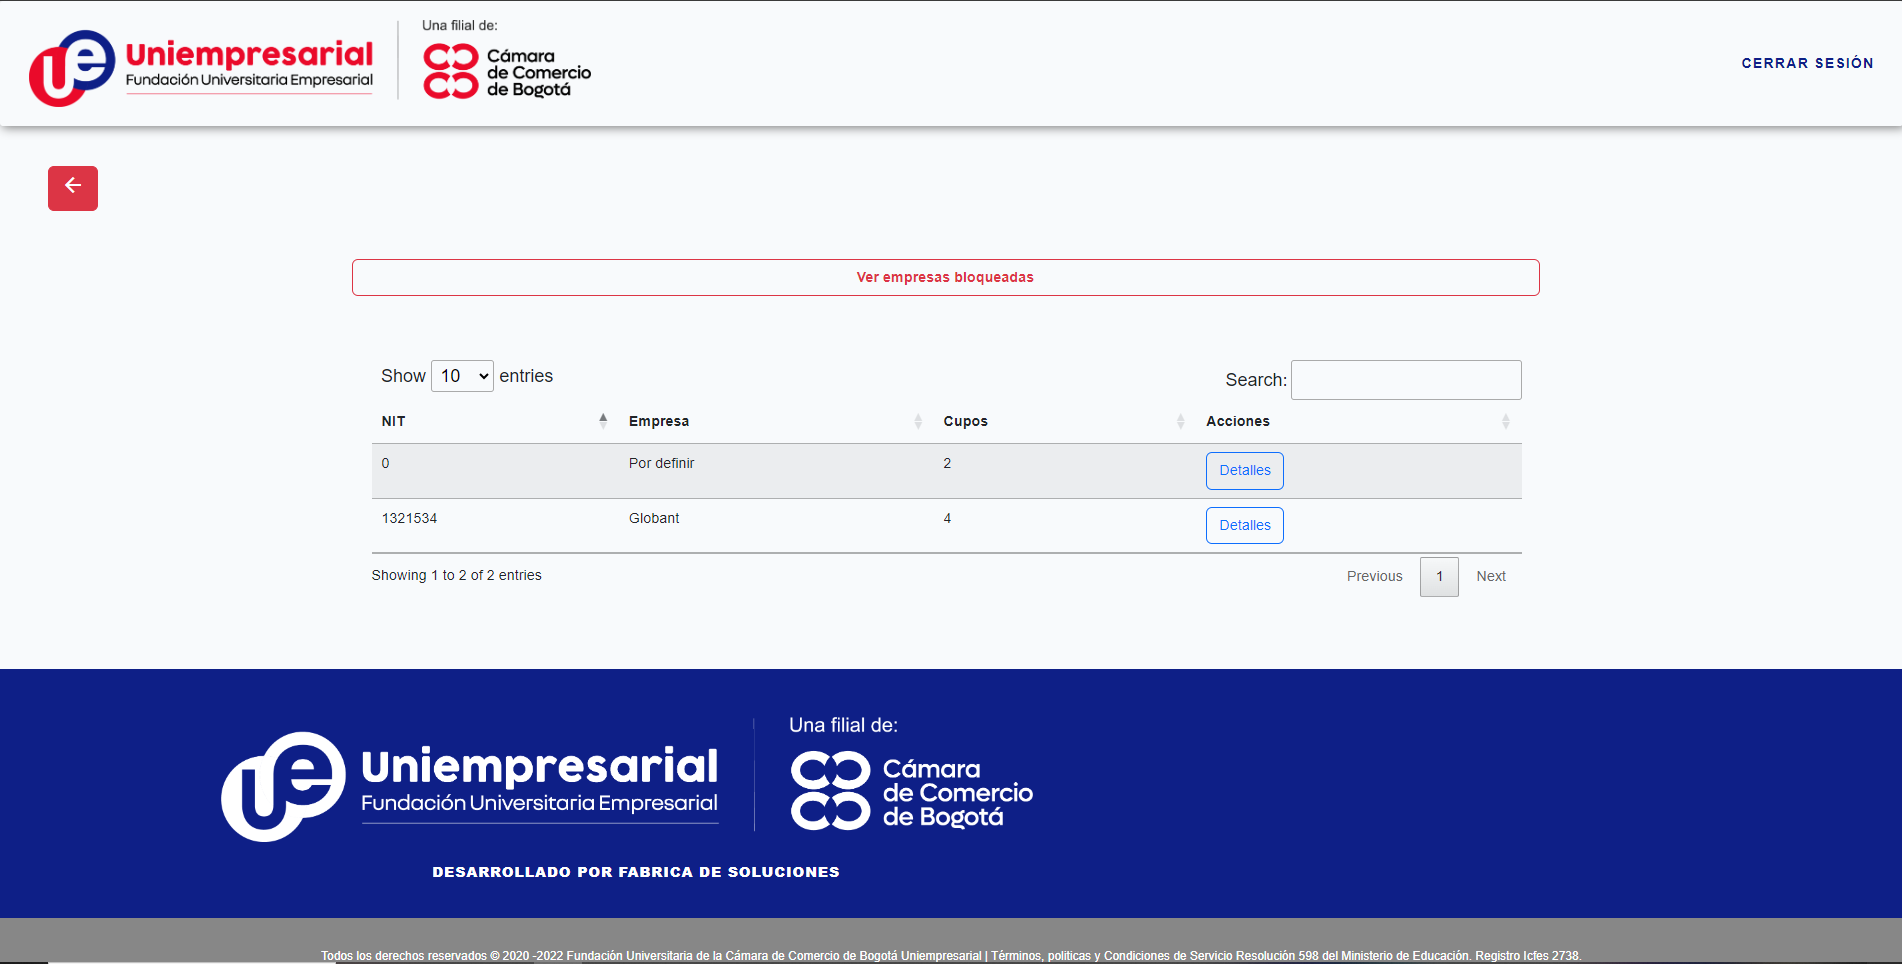 Uniempresarial
Fundación Universitaria Empresarial
Una filial de:
Cámara
de Comercio
de Bogotá
CERRAR SESIÓN
Ver empresas bloqueadas
Show 10 entries
Search:
NIT Empresa Cupos Acciones
0 Por definir 2 Detalles
1321534 Globant 4 Detalles
Showing 1 to 2 of 2 entries
Previous 1 Next
Uniempresarial
Fundación Universitaria Empresarial
Una filial de:
Cámara
de Comercio
de Bogotá
DESARROLLADO POR FABRICA DE SOLUCIONES
Todos los derechos reservados © 2020 -2022 Fundación Universitaria de la Cámara de Comercio de Bogotá Uniempresarial | Términos, politicas y Condiciones de Servicio Resolución 598 del Ministerio de Educación. Registro Icfes 2738.